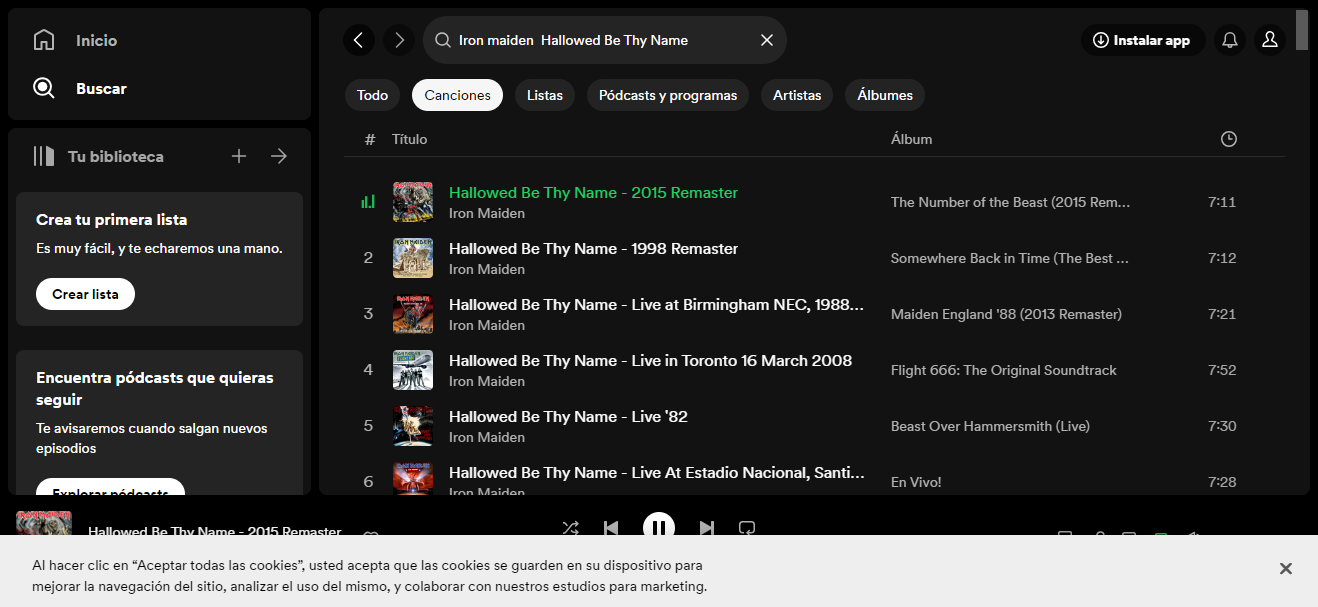 Inicio
Buscar
Tu biblioteca
Crea tu primera lista
Es muy fácil, y te echaremos una mano.
Crear lista
Encuentra pódcasts que quieras
seguir
Te avisaremos cuando salgan nuevos
episodios
Explorar pódcasts
Iron maiden  Hallowed Be Thy Name
Instalar app
Todo
Canciones
Listas
Pódcasts y programas
Artistas
Álbumes
# Título Álbum
Hallowed Be Thy Name - 2015 Remaster
Iron Maiden
The Number of the Beast (2015 Rem...
7:11
2
Hallowed Be Thy Name - 1998 Remaster
Iron Maiden
Somewhere Back in Time (The Best ...
7:12
3
Hallowed Be Thy Name - Live at Birmingham NEC, 1988...
Iron Maiden
Maiden England '88 (2013 Remaster)
7:21
4
Hallowed Be Thy Name - Live in Toronto 16 March 2008
Iron Maiden
Flight 666: The Original Soundtrack
7:52
5
Hallowed Be Thy Name - Live '82
Iron Maiden
Beast Over Hammersmith (Live)
7:30
6
Hallowed Be Thy Name - Live At Estadio Nacional, Santi...
Iron Maiden
En Vivo!
7:28
Hallowed Be Thy Name - 2015 Remaster
Al hacer clic en “Aceptar todas las cookies”, usted acepta que las cookies se guarden en su dispositivo para
mejorar la navegación del sitio, analizar el uso del mismo, y colaborar con nuestros estudios para marketing.